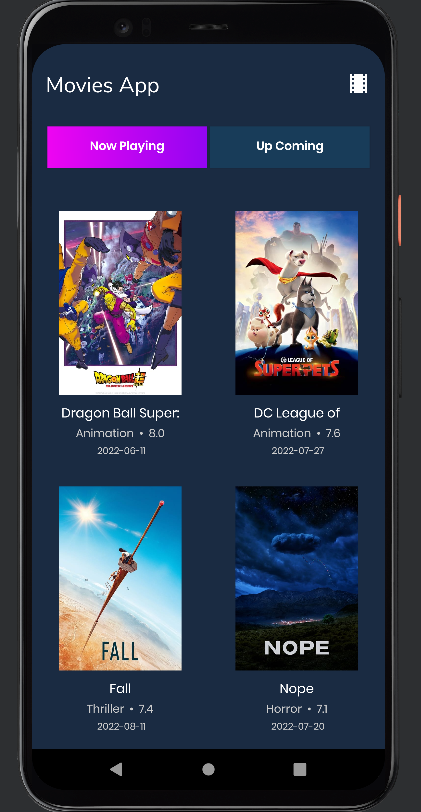 Movies App
Now Playing
Up Coming
DRAGONBALL SUPER
LEAGUE OF
SUPER-PETS
Dragon Ball Super:
DC League of
Animation • 8.0
Animation • 7.6
2022-06-11
2022-07-27
FALL
NOPE
Fall
Nope
Thriller • 7.4
Horror • 7.1
2022-08-11
2022-07-20